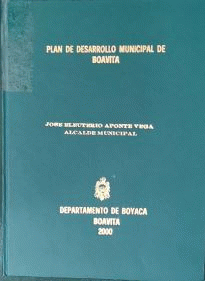 PLAN DE DESARROLLO MUNICIPAL DE
BOAVITA
JOSE ELEUTERIO APONTE VEGA
ALCALDE MUNICIPAL
DEPARTAMENTO DE BOYACA
BOAVITA
2000